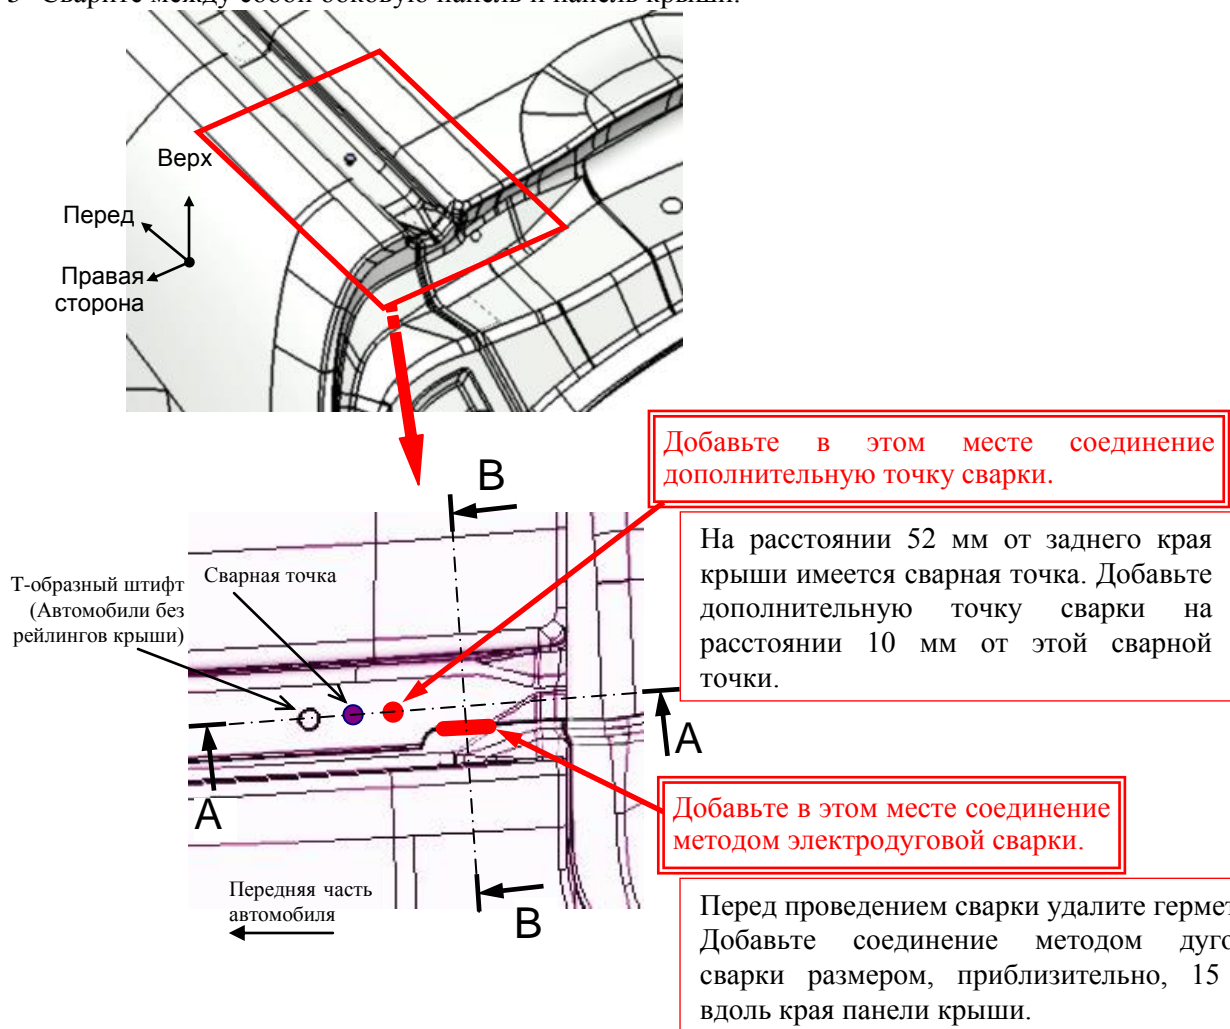 Верх
Перед
Правая
сторона
Добавьте в этом месте соединение
дополнительную точку сварки.
B
На расстоянии 52 мм от заднего края
крыши имеется сварная точка. Добавьте
дополнительную точку сварки на
расстоянии 10 мм от этой сварной
точки.
Т-образный штифт
(Автомобили без
рейлингов крыши)
Сварная точка
A
A
Добавьте в этом месте соединение
методом электродуговой сварки.
Передняя часть
автомобиля
B
Перед проведением сварки удалите
Добавьте соединение методом
сварки размером, приблизительно, 15
вдоль края панели крыши.